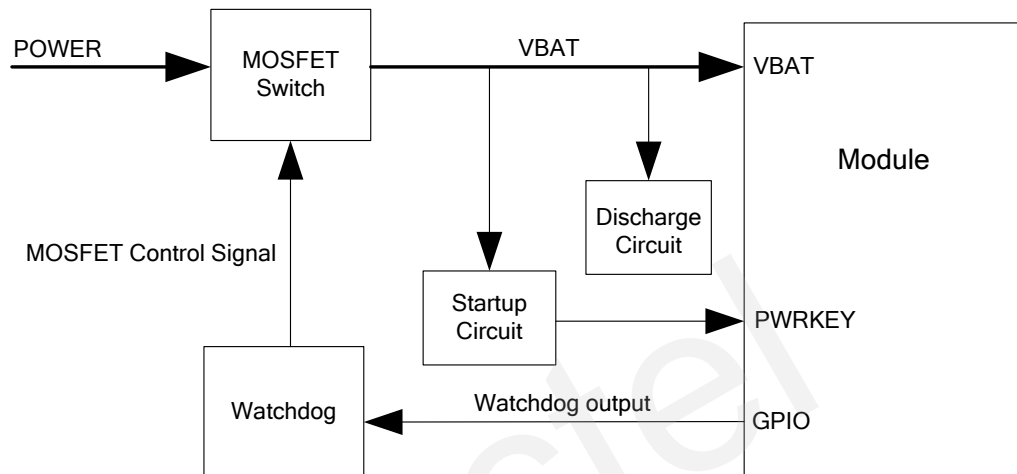 POWER
MOSFET
Switch
VBAT
VBAT
Module
Discharge
Circuit
MOSFET Control Signal
Startup
Circuit
PWRKEY
Watchdog
Watchdog output
GPIO